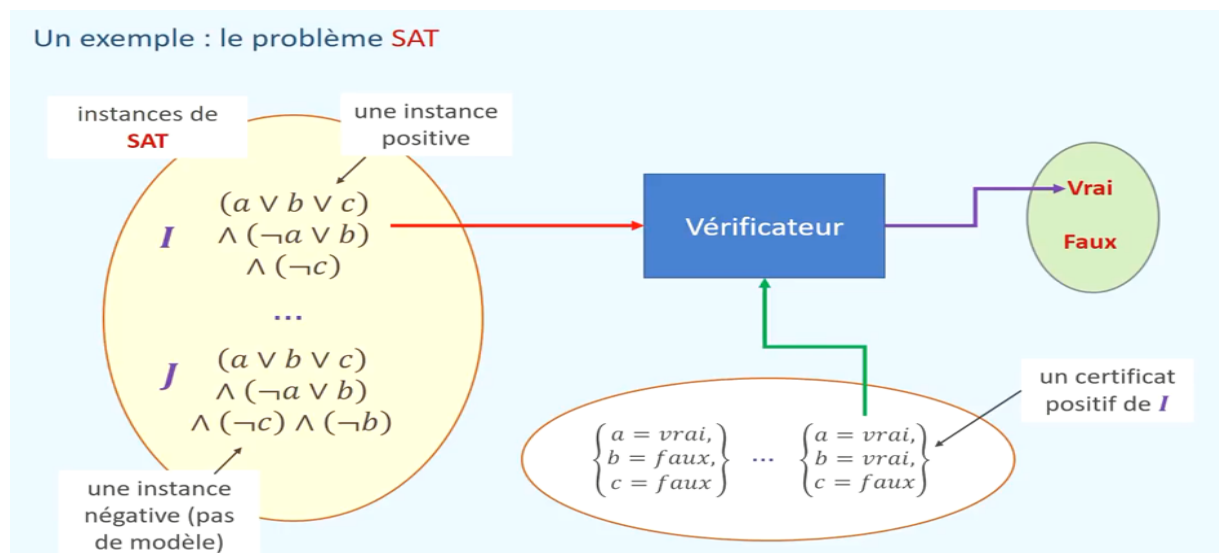 Un exemple : le problème SAT
instances de
SAT
une instance
positive
I
(a ∨ b ∨ c)
∧ (¬a ∨ b)
∧ (¬c)
...
J
(a ∨ b ∨ c)
∧ (¬a ∨ b)
∧ (¬c) ∧ (¬b)
une instance
négative (pas
de modèle)
Vérificateur
Vrai
Faux
un certificat
positif de I
{a = vrai,
b = faux,
c = faux}
...
{a = vrai,
b = vrai,
c = faux}